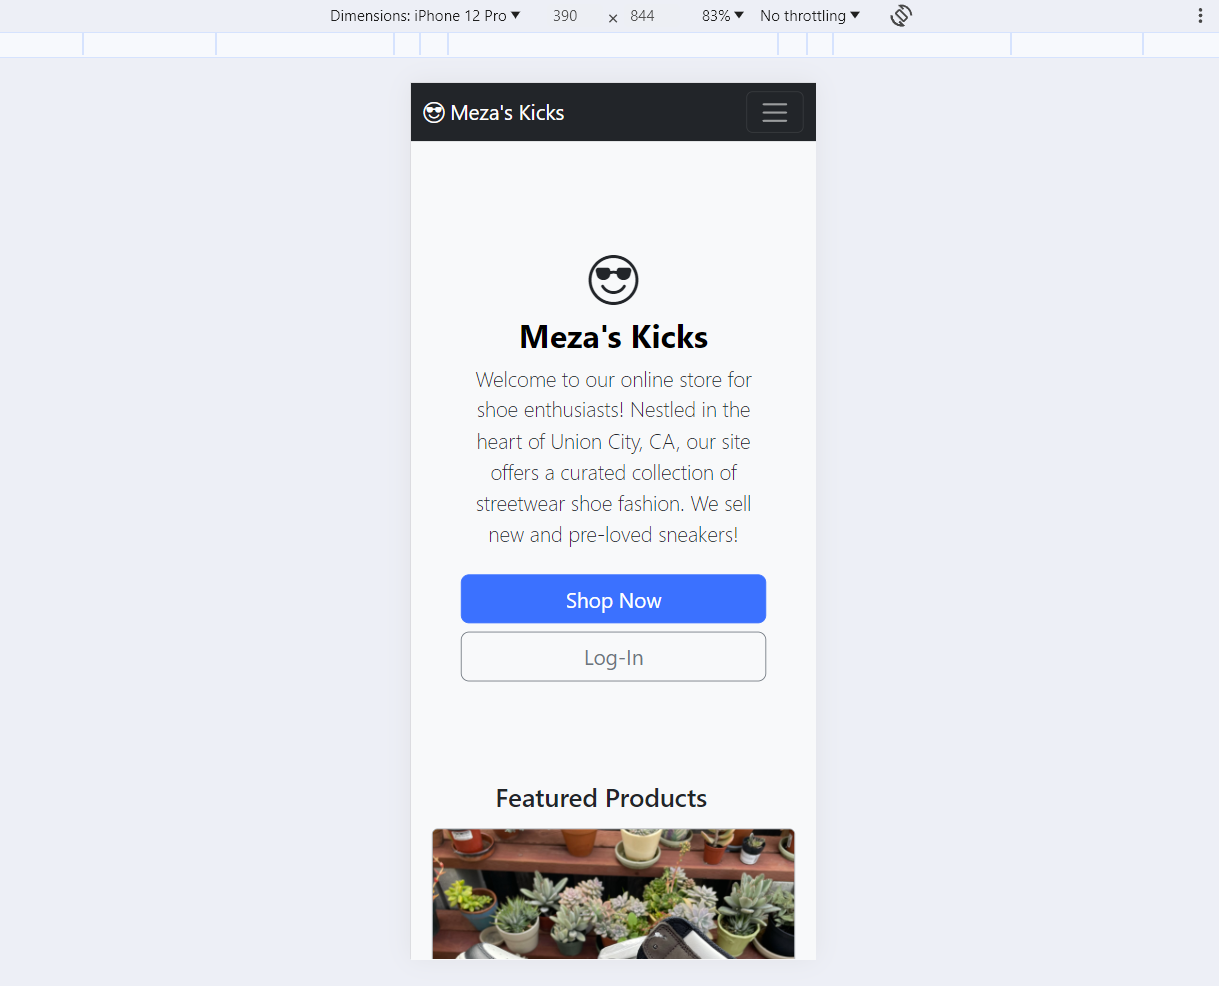 Dimensions: iPhone 12 Pro 390 × 844 83% No throttling
Meza's Kicks
Meza's Kicks
Welcome to our online store for
shoe enthusiasts! Nestled in the
heart of Union City, CA, our site
offers a curated collection of
streetwear shoe fashion. We sell
new and pre-loved sneakers!
Shop Now
Log-In
Featured Products